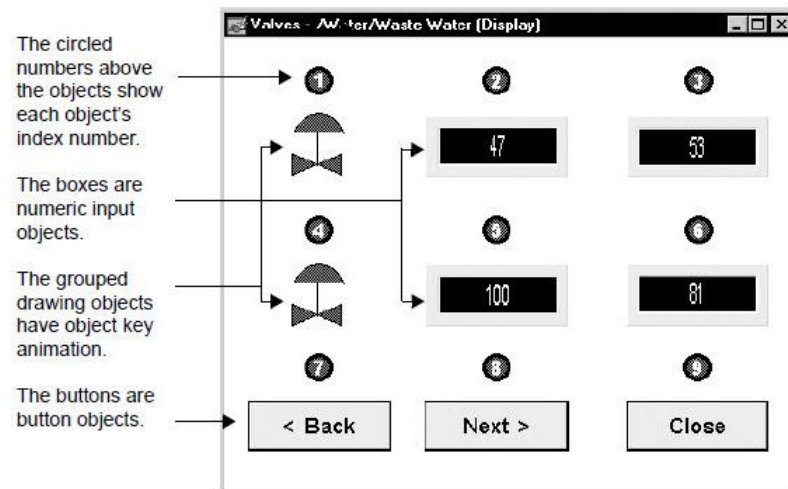 Valves - /Water/Waste Water (Display)
The circled
numbers above
the objects show
each object's
index number.
The boxes are
numeric input
objects.
The grouped
drawing objects
have object key
animation.
The buttons are
button objects.
1 2 3
47 53
4 5 6
100 81
7 8 9
< Back Next > Close